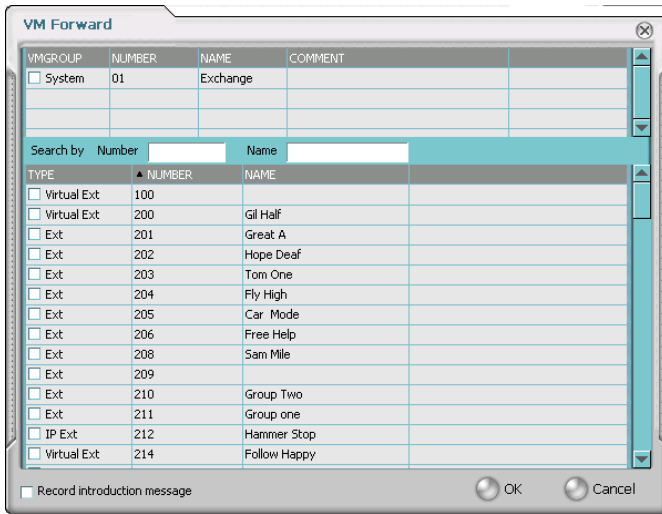 VM Forward
VMGROUP NUMBER NAME COMMENT
System 01 Exchange
Search by Number Name
TYPE NUMBER NAME
Virtual Ext 100
Virtual Ext 200 Gil Half
Ext 201 Great A
Ext 202 Hope Deaf
Ext 203 Tom One
Ext 204 Fly High
Ext 205 Car Mode
Ext 206 Free Help
Ext 208 Sam Mile
Ext 209
Ext 210 Group Two
Ext 211 Group one
IP Ext 212 Hammer Stop
Virtual Ext 214 Follow Happy
Record introduction message OK Cancel